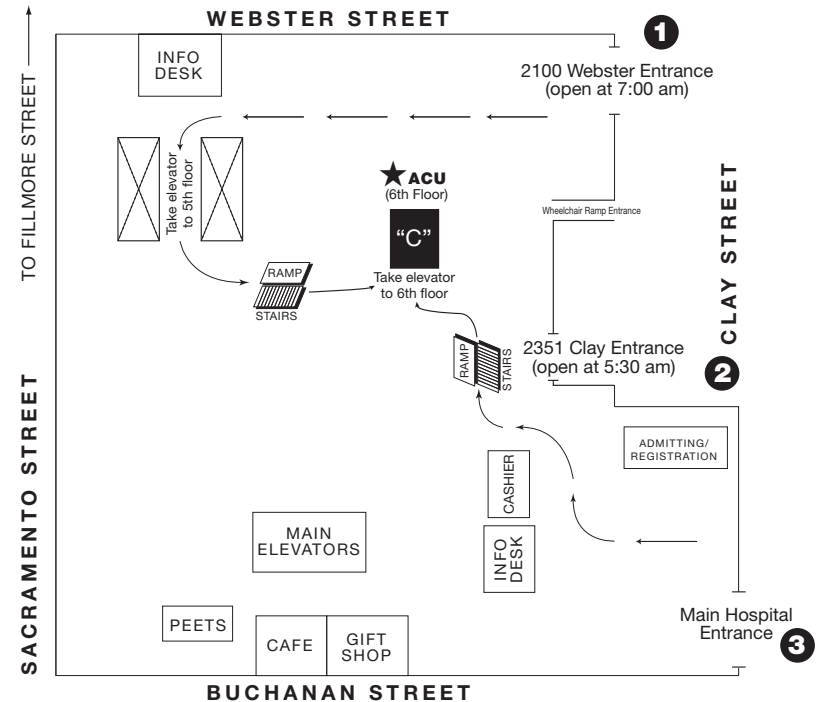 WEBSTER STREET
1
INFO
DESK
2100 Webster Entrance
(open at 7:00 am)
TO FILLMORE STREET
Take elevator
to 5th floor
ACU
(6th Floor)
"C"
Take elevator
to 6th floor
Wheelchair Ramp Entrance
CLAY STREET
RAMP
STAIRS
RAMP
STAIRS
2351 Clay Entrance
(open at 5:30 am)
2
SACRAMENTO STREET
ADMITTING/
REGISTRATION
CASHIER
INFO
DESK
MAIN
ELEVATORS
PEETS
CAFE
GIFT
SHOP
Main Hospital
Entrance
3
BUCHANAN STREET